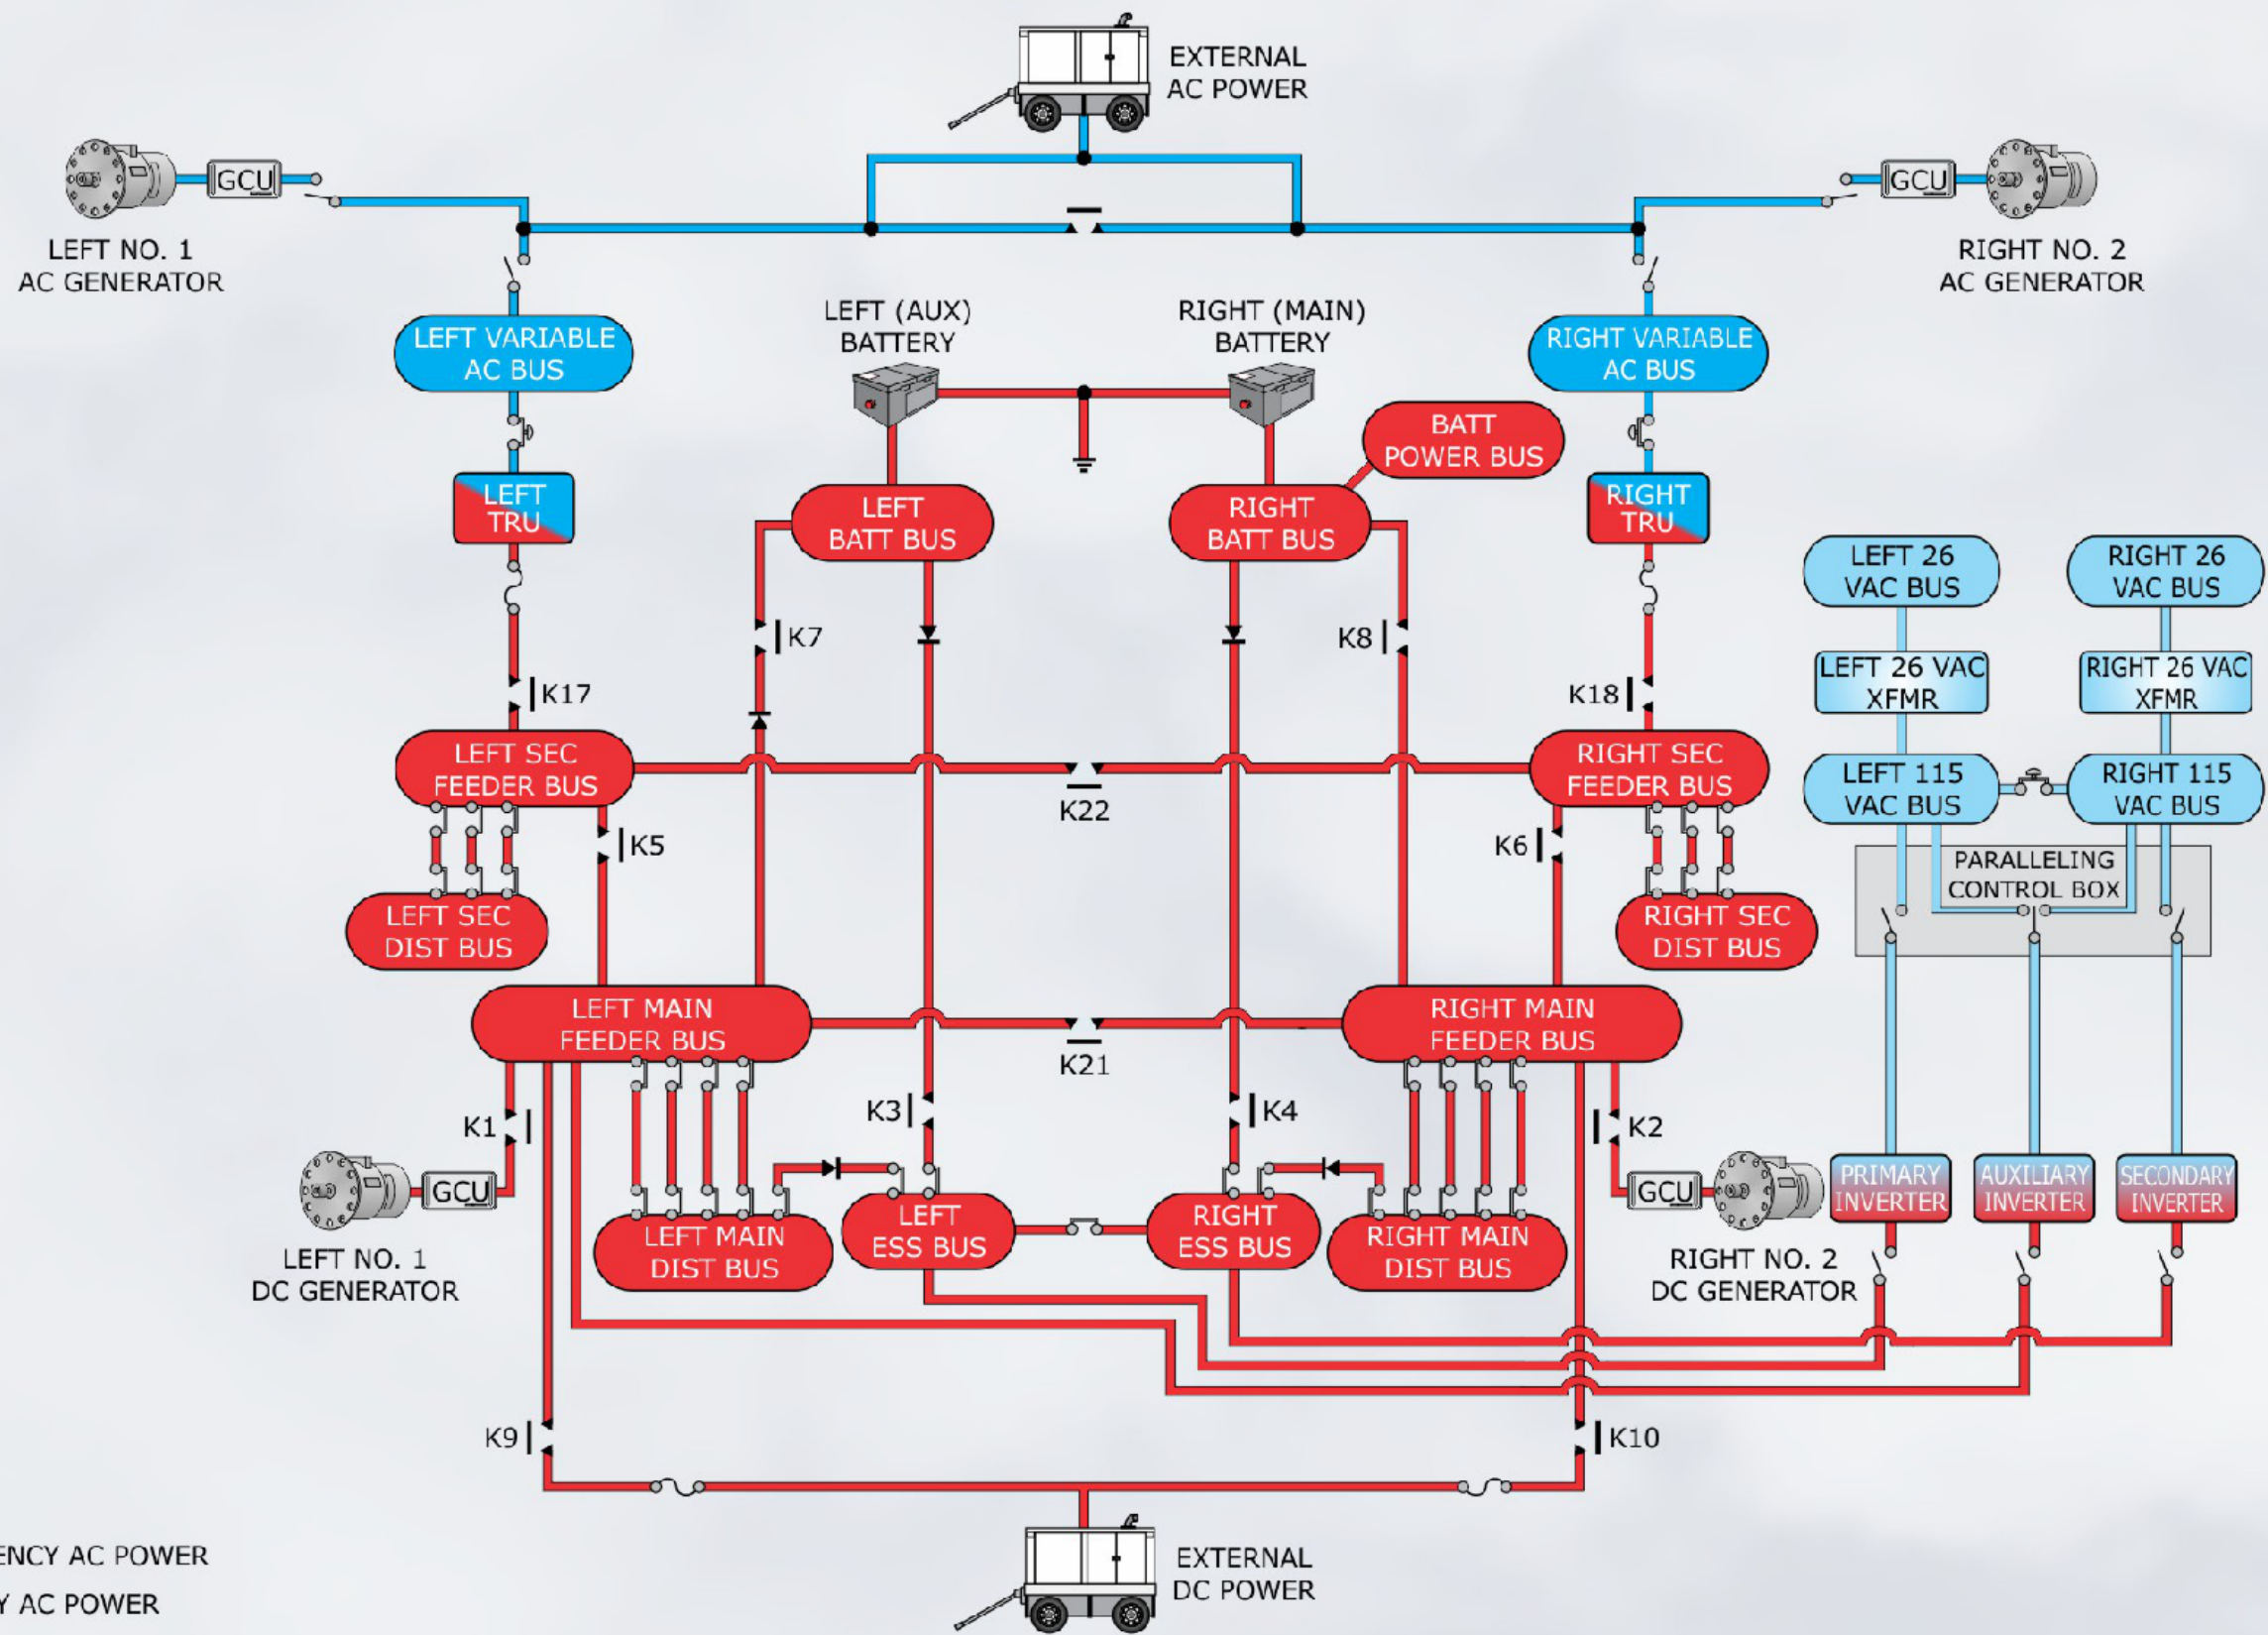 EXTERNAL
AC POWER
GCU
GCU
LEFT NO. 1
AC GENERATOR
RIGHT NO. 2
AC GENERATOR
LEFT (AUX)
BATTERY
RIGHT (MAIN)
BATTERY
LEFT VARIABLE
AC BUS
RIGHT VARIABLE
AC BUS
BATT
POWER BUS
LEFT
TRU
LEFT
BATT BUS
RIGHT
BATT BUS
RIGHT
TRU
LEFT 26
VAC BUS
RIGHT 26
VAC BUS
K7
K8
K17
K18
LEFT 26 VAC
XFMR
RIGHT 26 VAC
XFMR
LEFT SEC
FEEDER BUS
RIGHT SEC
FEEDER BUS
LEFT 115
VAC BUS
RIGHT 115
VAC BUS
K22
K5
K6
PARALLELING
CONTROL BOX
LEFT SEC
DIST BUS
RIGHT SEC
DIST BUS
LEFT MAIN
FEEDER BUS
RIGHT MAIN
FEEDER BUS
K21
K1
K3
K4
K2
GCU
GCU
PRIMARY
INVERTER
AUXILIARY
INVERTER
SECONDARY
INVERTER
LEFT NO. 1
DC GENERATOR
LEFT MAIN
DIST BUS
LEFT
ESS BUS
RIGHT
ESS BUS
RIGHT MAIN
DIST BUS
RIGHT NO. 2
DC GENERATOR
K9
K10
EXTERNAL
DC POWER
ENCY AC POWER
Y AC POWER